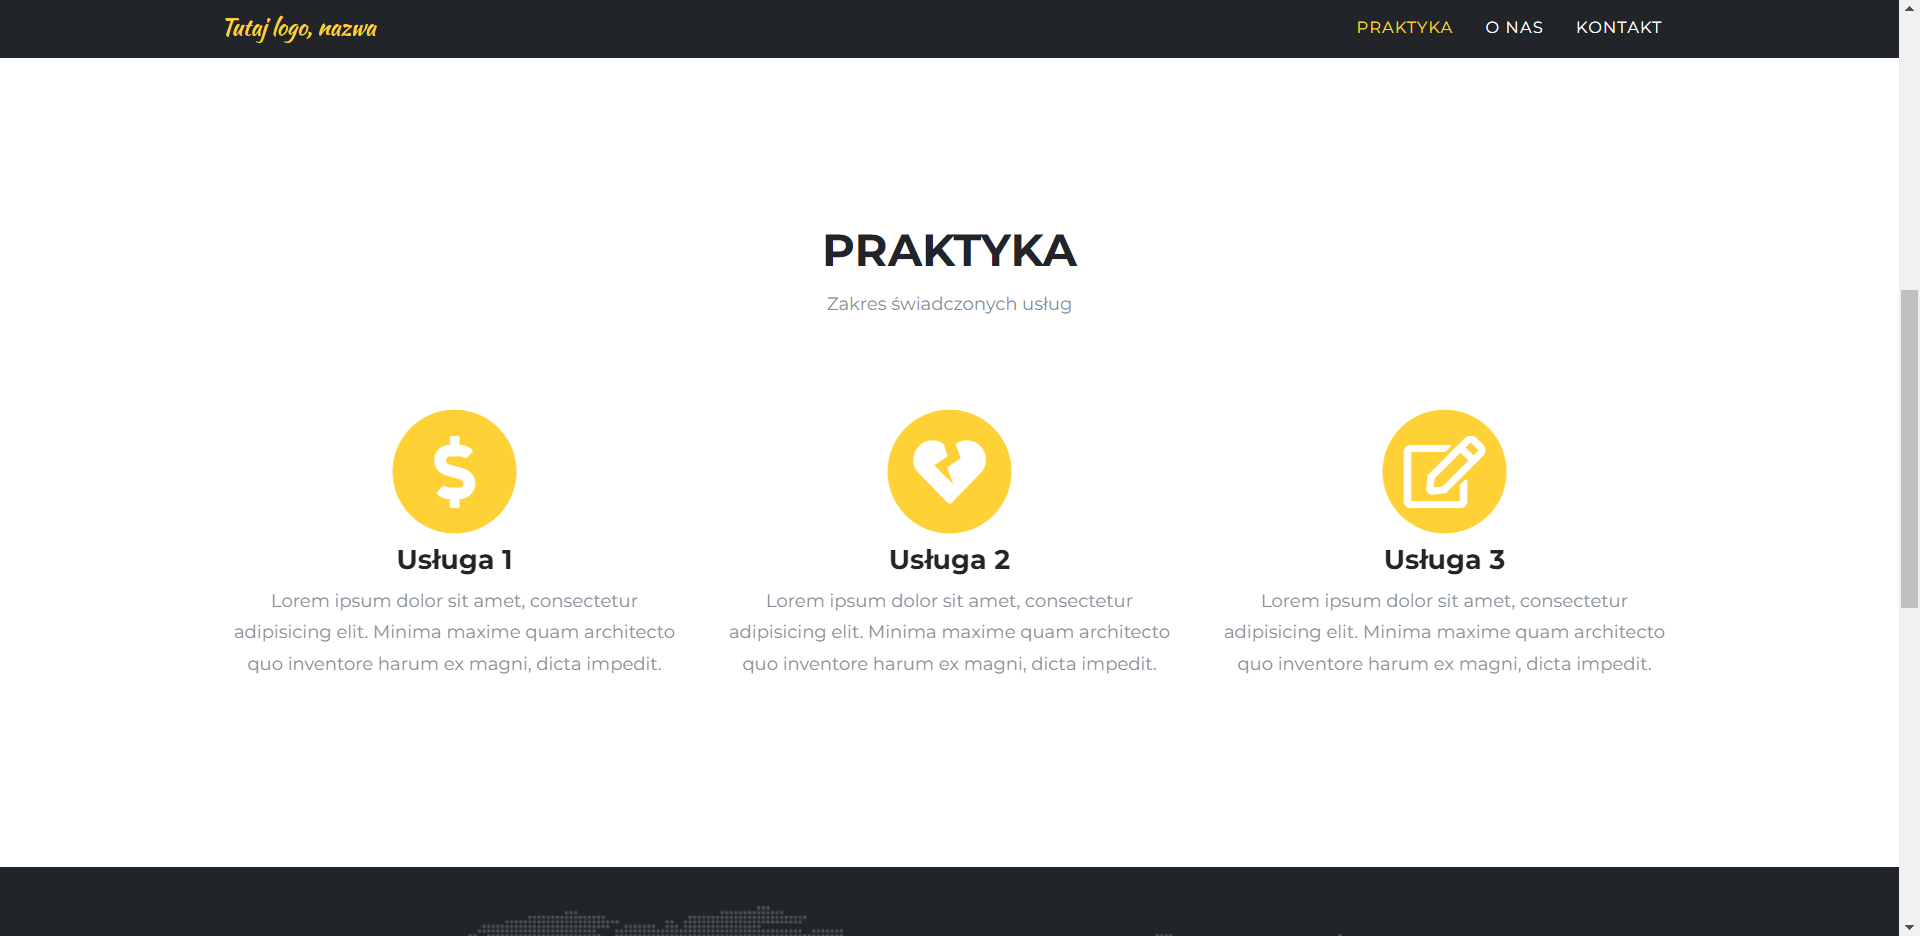 Tutaj logo, nazwa
PRAKTYKA
O NAS
KONTAKT
PRAKTYKA
Zakres świadczonych usług
Usługa 1
Lorem ipsum dolor sit amet, consectetur
adipisicing elit. Minima maxime quam architecto
quo inventore harum ex magni, dicta impedit.
Usługa 2
Lorem ipsum dolor sit amet, consectetur
adipisicing elit. Minima maxime quam architecto
quo inventore harum ex magni, dicta impedit.
Usługa 3
Lorem ipsum dolor sit amet, consectetur
adipisicing elit. Minima maxime quam architecto
quo inventore harum ex magni, dicta impedit.